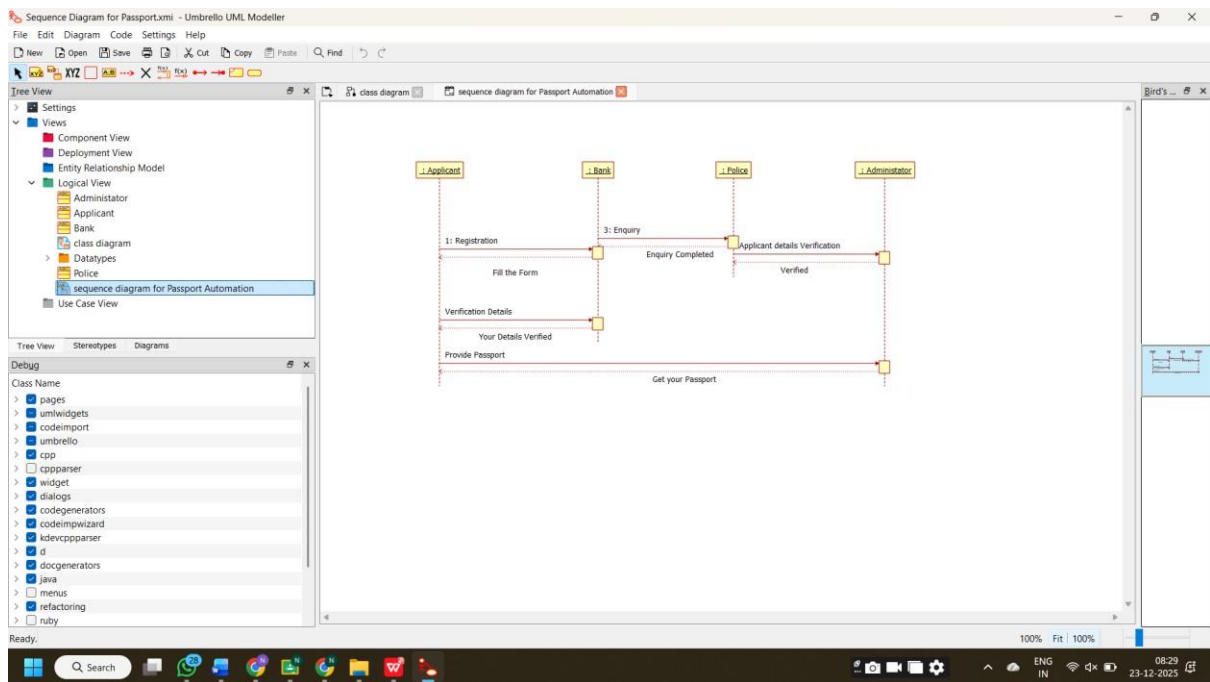 Sequence Diagram for Passport.xmi - Umbrello UML Modeller
File Edit Diagram Code Settings Help
New Open Save Cut Copy Paste Find
XYZ XYZ A:B f(x) f(x)
Tree View
class diagram
sequence diagram for Passport Automation
Bird's ...
Settings
Views
Component View
Deployment View
Entity Relationship Model
Logical View
Administator
Applicant
Bank
class diagram
Datatypes
Police
sequence diagram for Passport Automation
Use Case View
Tree View Stereotypes Diagrams
Debug
Class Name
pages
umlwidgets
codeimport
umbrello
cpp
cppparser
widget
dialogs
codegenerators
codeimpwizard
kdevcppparser
d
docgenerators
java
menus
refactoring
ruby
: Applicant
: Bank
: Police
: Administator
3: Enquiry
1: Registration
Applicant details Verification
Enquiry Completed
Fill the Form
Verified
Verification Details
Your Details Verified
Provide Passport
Get your Passport
Ready.
100% Fit 100%
Search
28
ENG
IN
08:29
23-12-2025